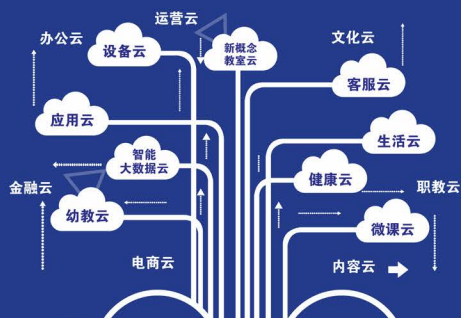 运营云
办公云
文化云
设备云
新概念
教室云
客服云
应用云
生活云
智能
大数据云
健康云
金融云
职教云
幼教云
微课云
电商云
内容云